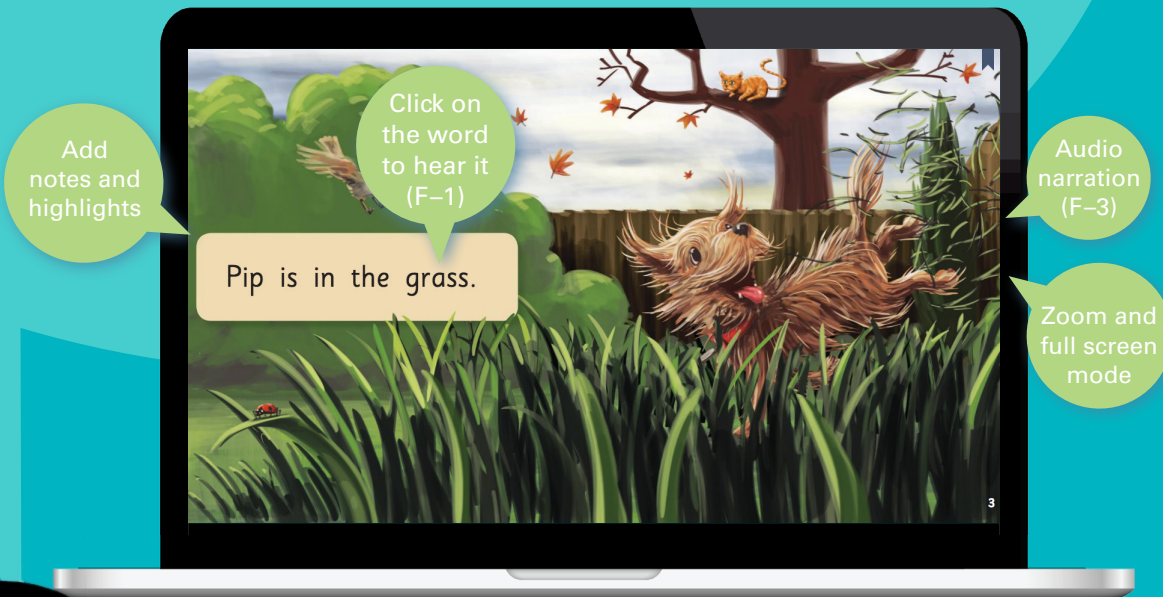 Add
notes and
highlights
Click on
the word
to hear it
(F–1)
Pip is in the grass.
Audio
narration
(F–3)
Zoom and
full screen
mode
3